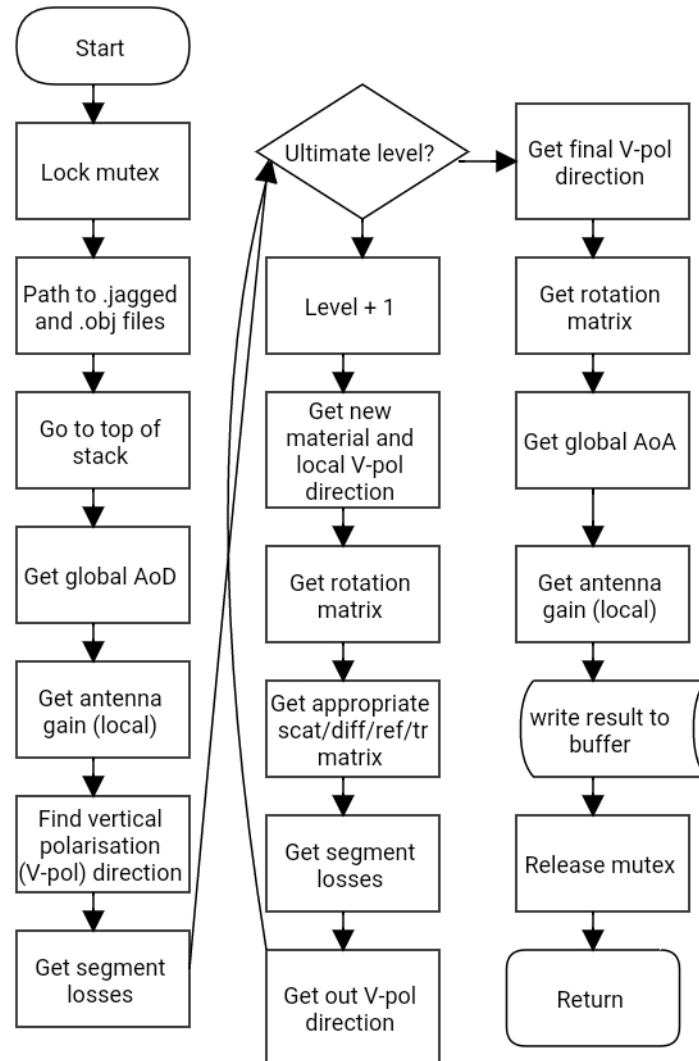 Start
Lock mutex
Path to .jagged
and .obj files
Go to top of
stack
Get global AoD
Get antenna
gain (local)
Find vertical
polarisation
(V-pol) direction
Get segment
losses
Ultimate level?
Level + 1
Get new
material and
local V-pol
direction
Get rotation
matrix
Get appropriate
scat/diff/ref/tr
matrix
Get segment
losses
Get out V-pol
direction
Get final V-pol
direction
Get rotation
matrix
Get global AoA
Get antenna
gain (local)
write result to
buffer
Release mutex
Return